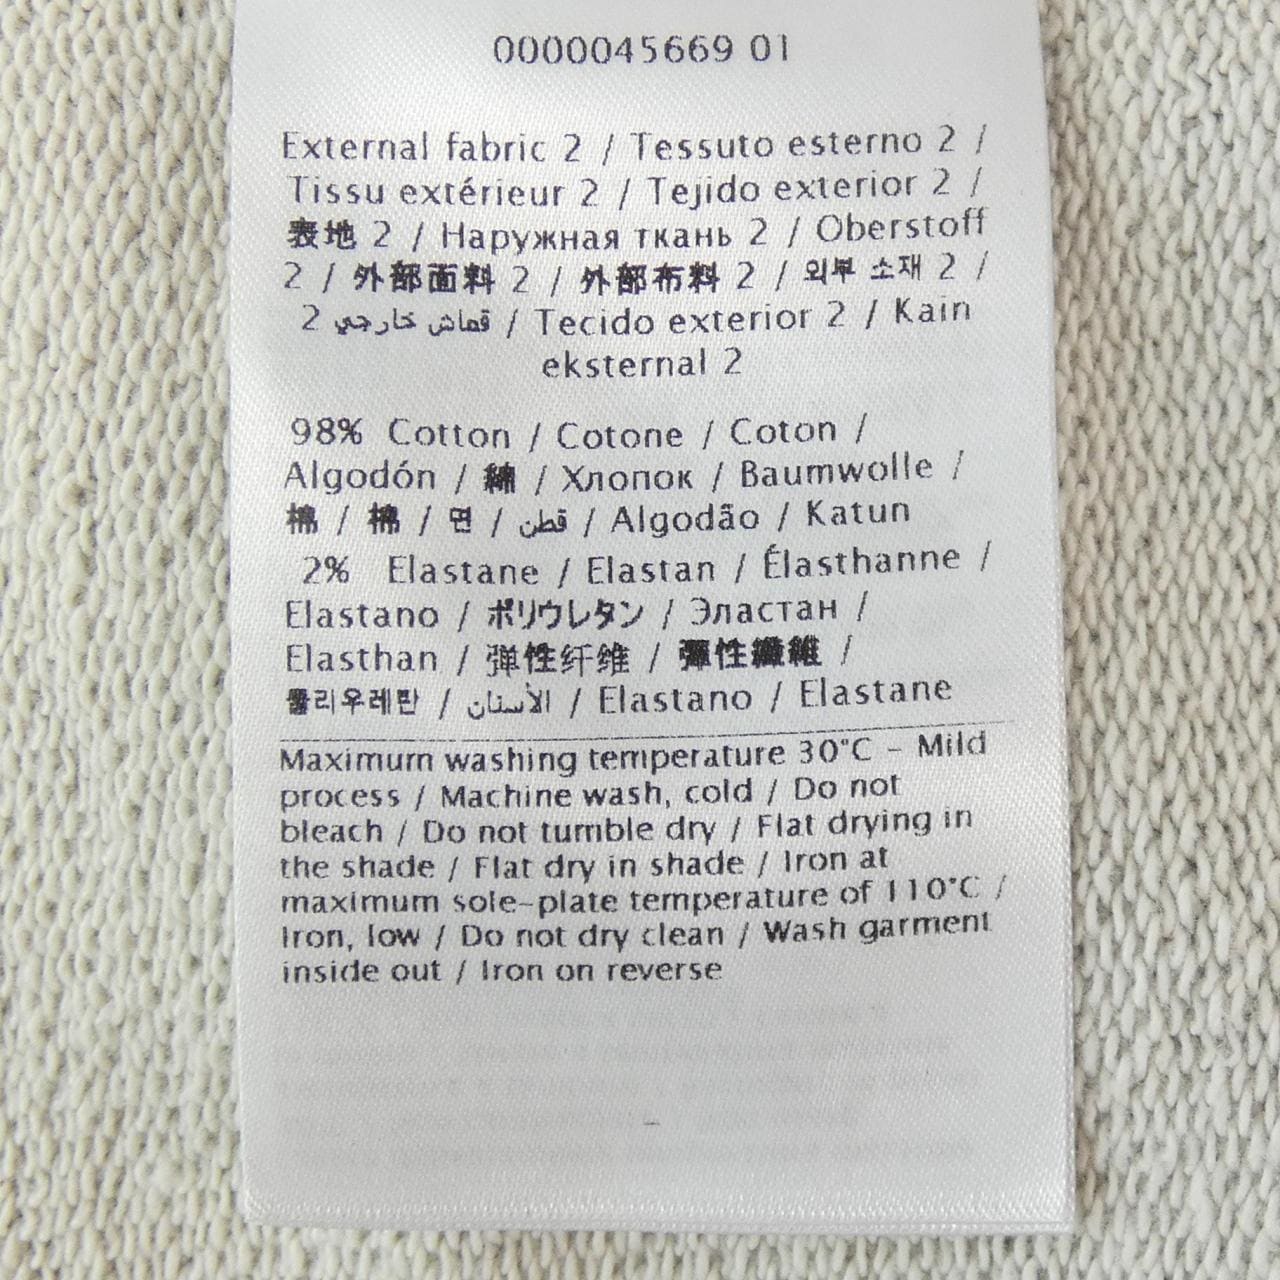 0000045669 01
External fabric 2 / Tessuto esterno 2 /
Tissu extérieur 2 / Tejido exterior 2 /
表地 2 / Наружная ткань 2 / Oberstoff
2 / 外部面料 2 / 外部布料 2 / 외부 소재 2 /
قماش خارجي 2 / Tecido exterior 2 / Kain
eksternal 2
98% Cotton / Cotone / Coton /
Algodón / 綿 / Хлопок / Baumwolle /
棉 / 棉 / 면 / قطن / Algodão / Katun
2% Elastane / Elastan / Élasthanne /
Elastano / ポリウレタン / Эластан /
Elasthan / 弹性纤维 / 彈性纖維 /
폴리우레탄 / الأستان / Elastano / Elastane
Maximum washing temperature 30°C - Mild
process / Machine wash, cold / Do not
bleach / Do not tumble dry / Flat drying in
the shade / Flat dry in shade / Iron at
maximum sole-plate temperature of 110°C /
Iron, low / Do not dry clean / Wash garment
inside out / Iron on reverse